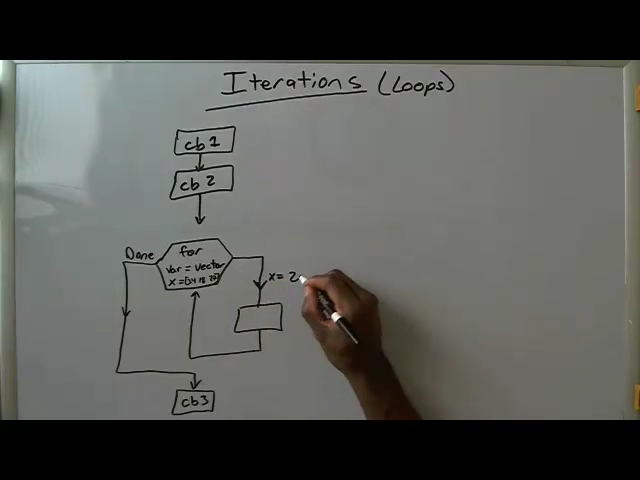 Iterations (Loops)
cb 1
cb 2
Done
for
var = vector
x =
x = 2
cb3